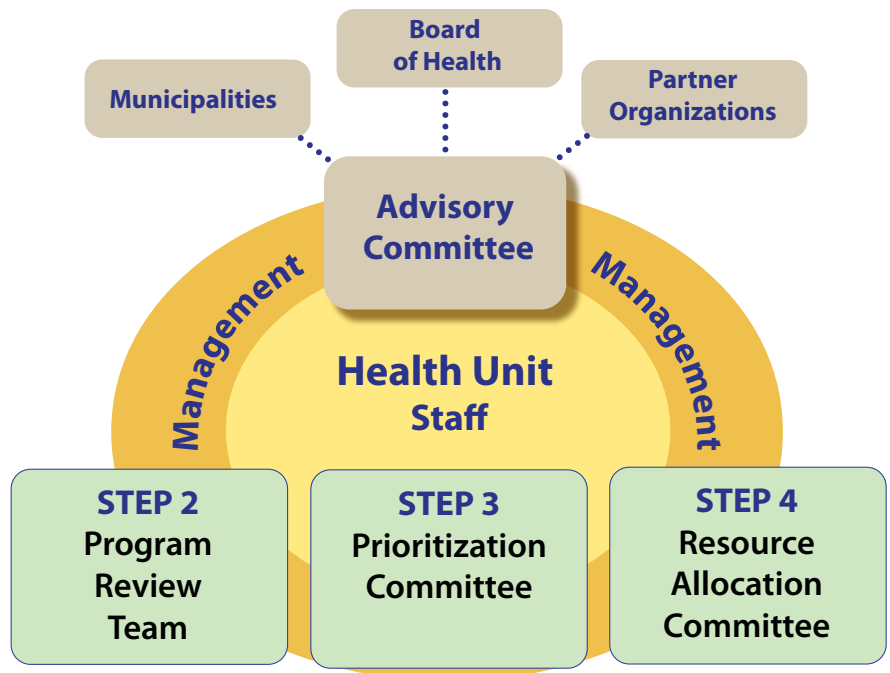 Board
of Health
Municipalities
Partner
Organizations
Advisory
Committee
Management
Management
Health Unit
Staff
STEP 2
Program
Review
Team
STEP 3
Prioritization
Committee
STEP 4
Resource
Allocation
Committee